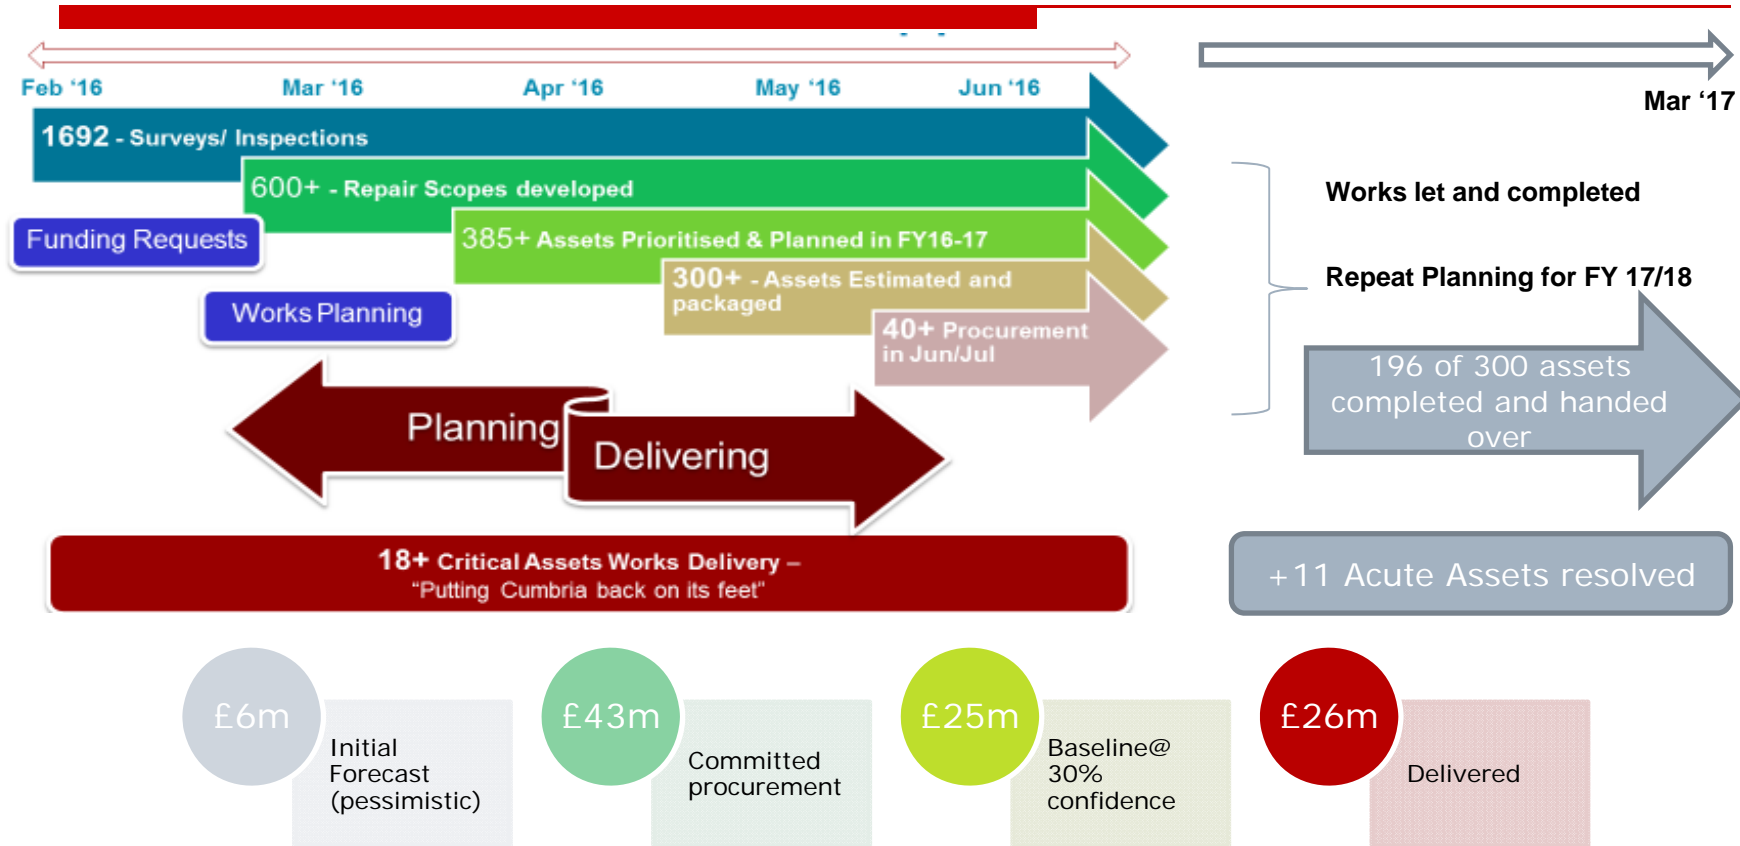 Feb ‘16
Mar ‘16
Apr ‘16
May ‘16
Jun ‘16
Mar ‘17
1692 - Surveys/ Inspections
600+ - Repair Scopes developed
385+ Assets Prioritised & Planned in FY16-17
300+ - Assets Estimated and
packaged
40+ Procurement
in Jun/Jul
Funding Requests
Works Planning
Planning
Delivering
Works let and completed
Repeat Planning for FY 17/18
196 of 300 assets
completed and handed
over
18+ Critical Assets Works Delivery –
“Putting Cumbria back on its feet”
+11 Acute Assets resolved
£6m
Initial
Forecast
(pessimistic)
£43m
Committed
procurement
£25m
Baseline@
30%
confidence
£26m
Delivered